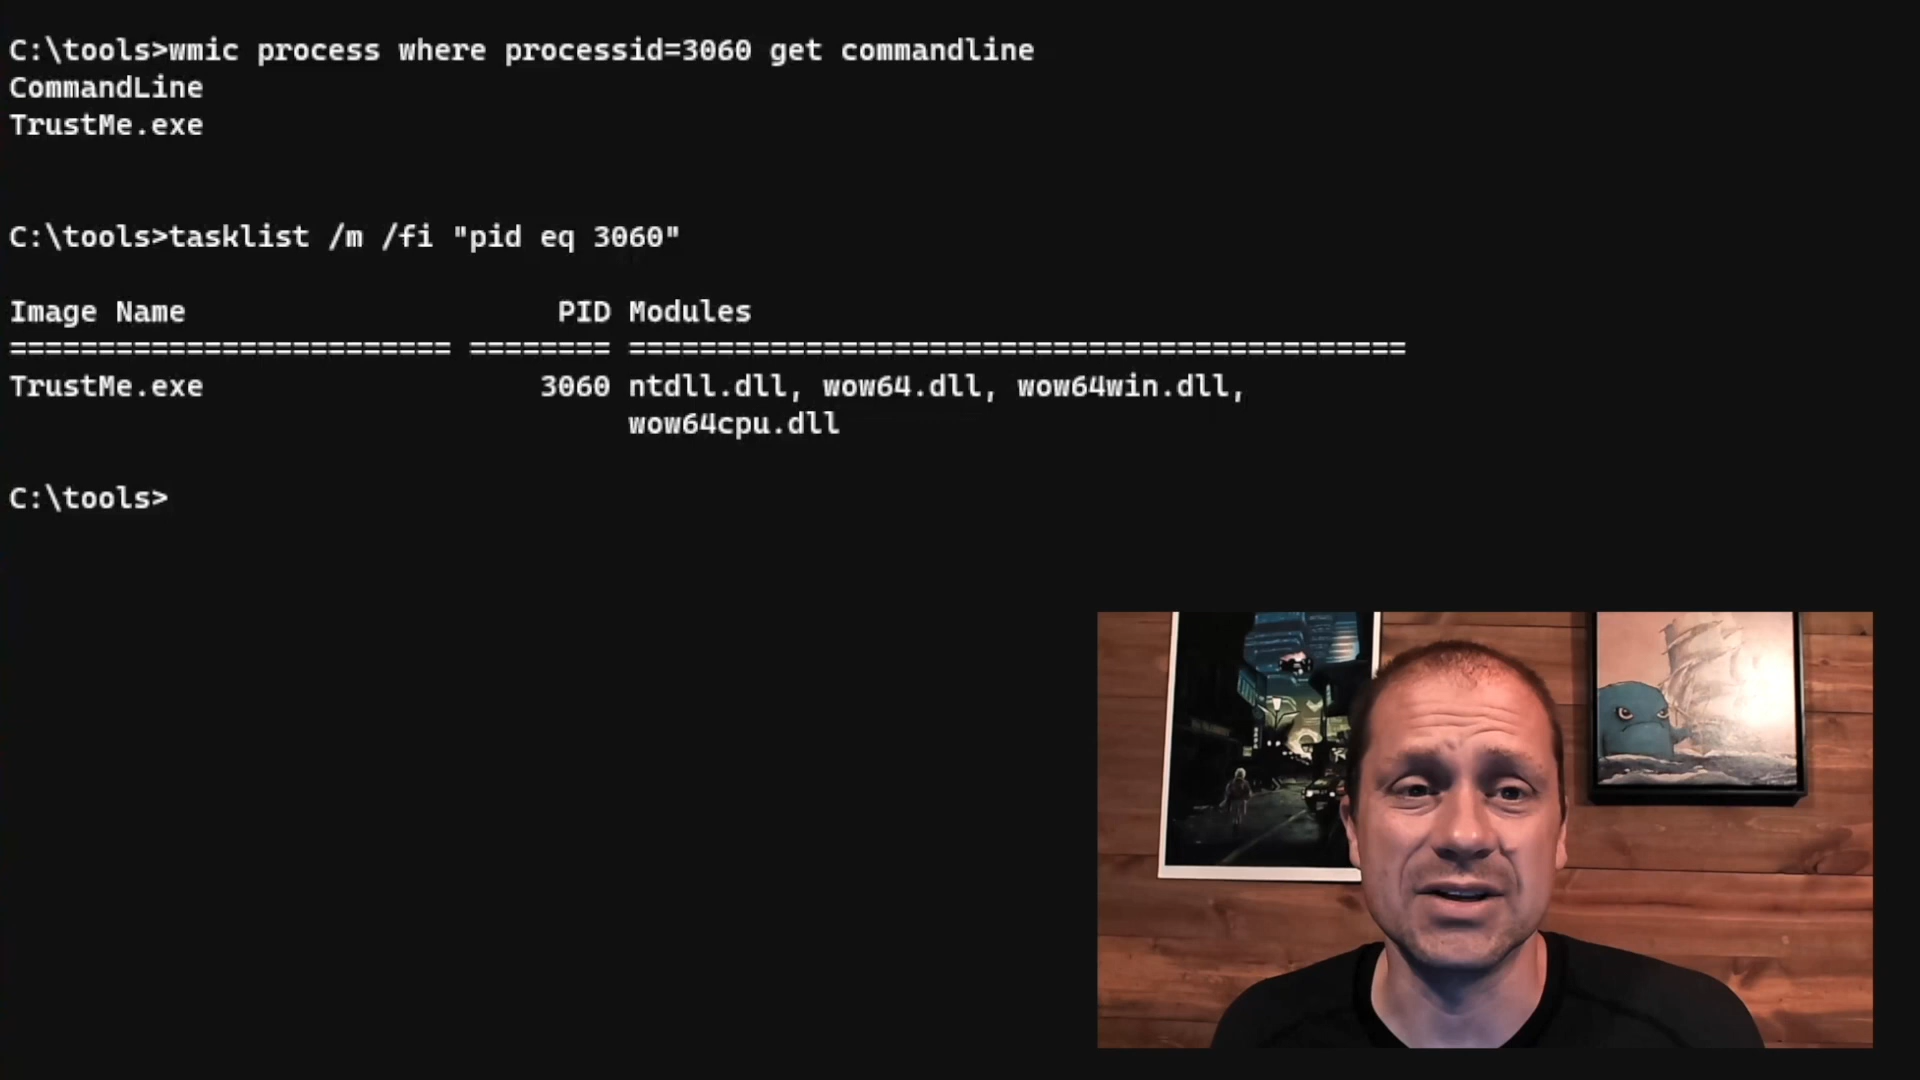 C:\tools>wmic process where processid=3060 get commandline
CommandLine
TrustMe.exe
C:\tools>tasklist /m /fi "pid eq 3060"
Image Name                     PID Modules
========================= ======== ============================================
TrustMe.exe                   3060 ntdll.dll, wow64.dll, wow64win.dll,
                                   wow64cpu.dll
C:\tools>